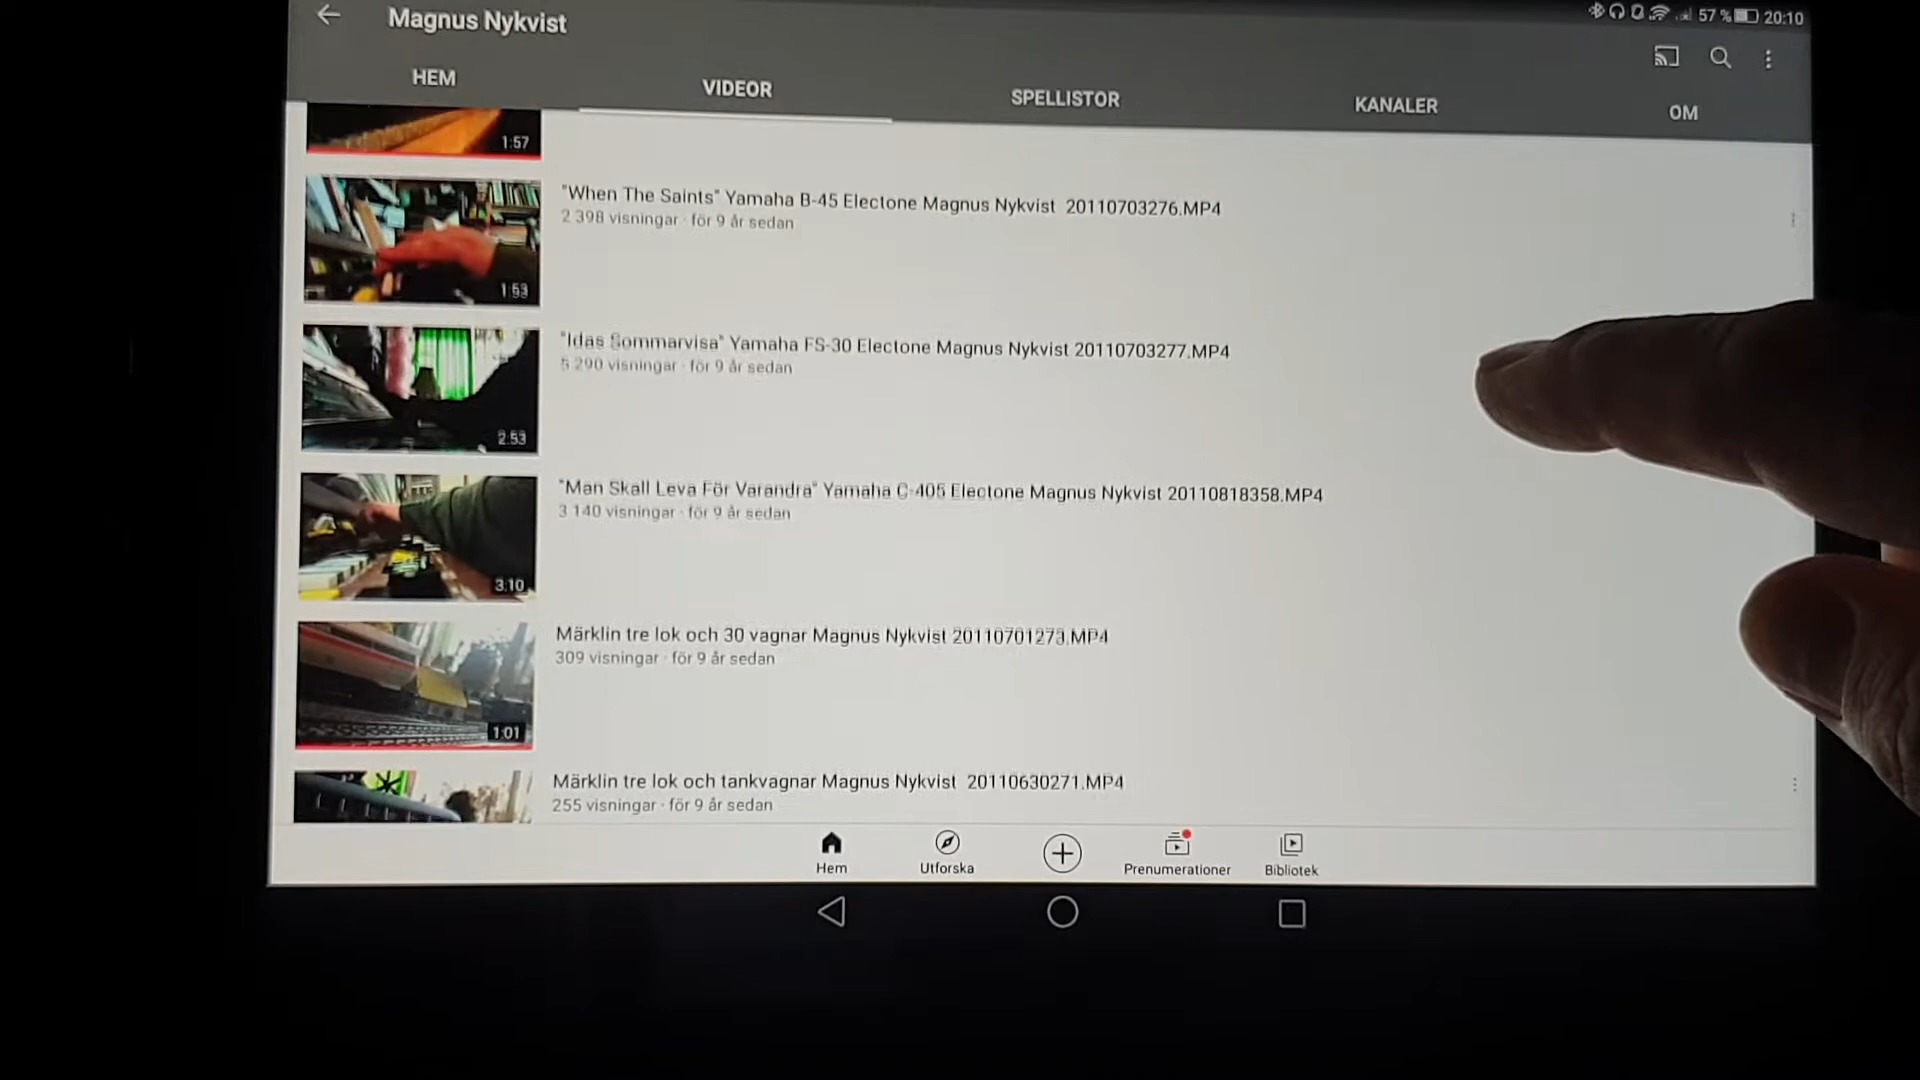 Magnus Nykvist
57 % 20:10
HEM VIDEOR SPELLISTOR KANALER OM
1:57
"When The Saints" Yamaha B-45 Electone Magnus Nykvist 20110703276.MP4
2 398 visningar · för 9 år sedan
1:53
"Idas Sommarvisa" Yamaha FS-30 Electone Magnus Nykvist 20110703277.MP4
5 290 visningar · för 9 år sedan
2:53
"Man Skall Leva För Varandra" Yamaha C-405 Electone Magnus Nykvist 20110818358.MP4
3 140 visningar · för 9 år sedan
3:10
Märklin tre lok och 30 vagnar Magnus Nykvist 20110701273.MP4
309 visningar · för 9 år sedan
1:01
Märklin tre lok och tankvagnar Magnus Nykvist 20110630271.MP4
255 visningar · för 9 år sedan
Hem Utforska Prenumerationer Bibliotek